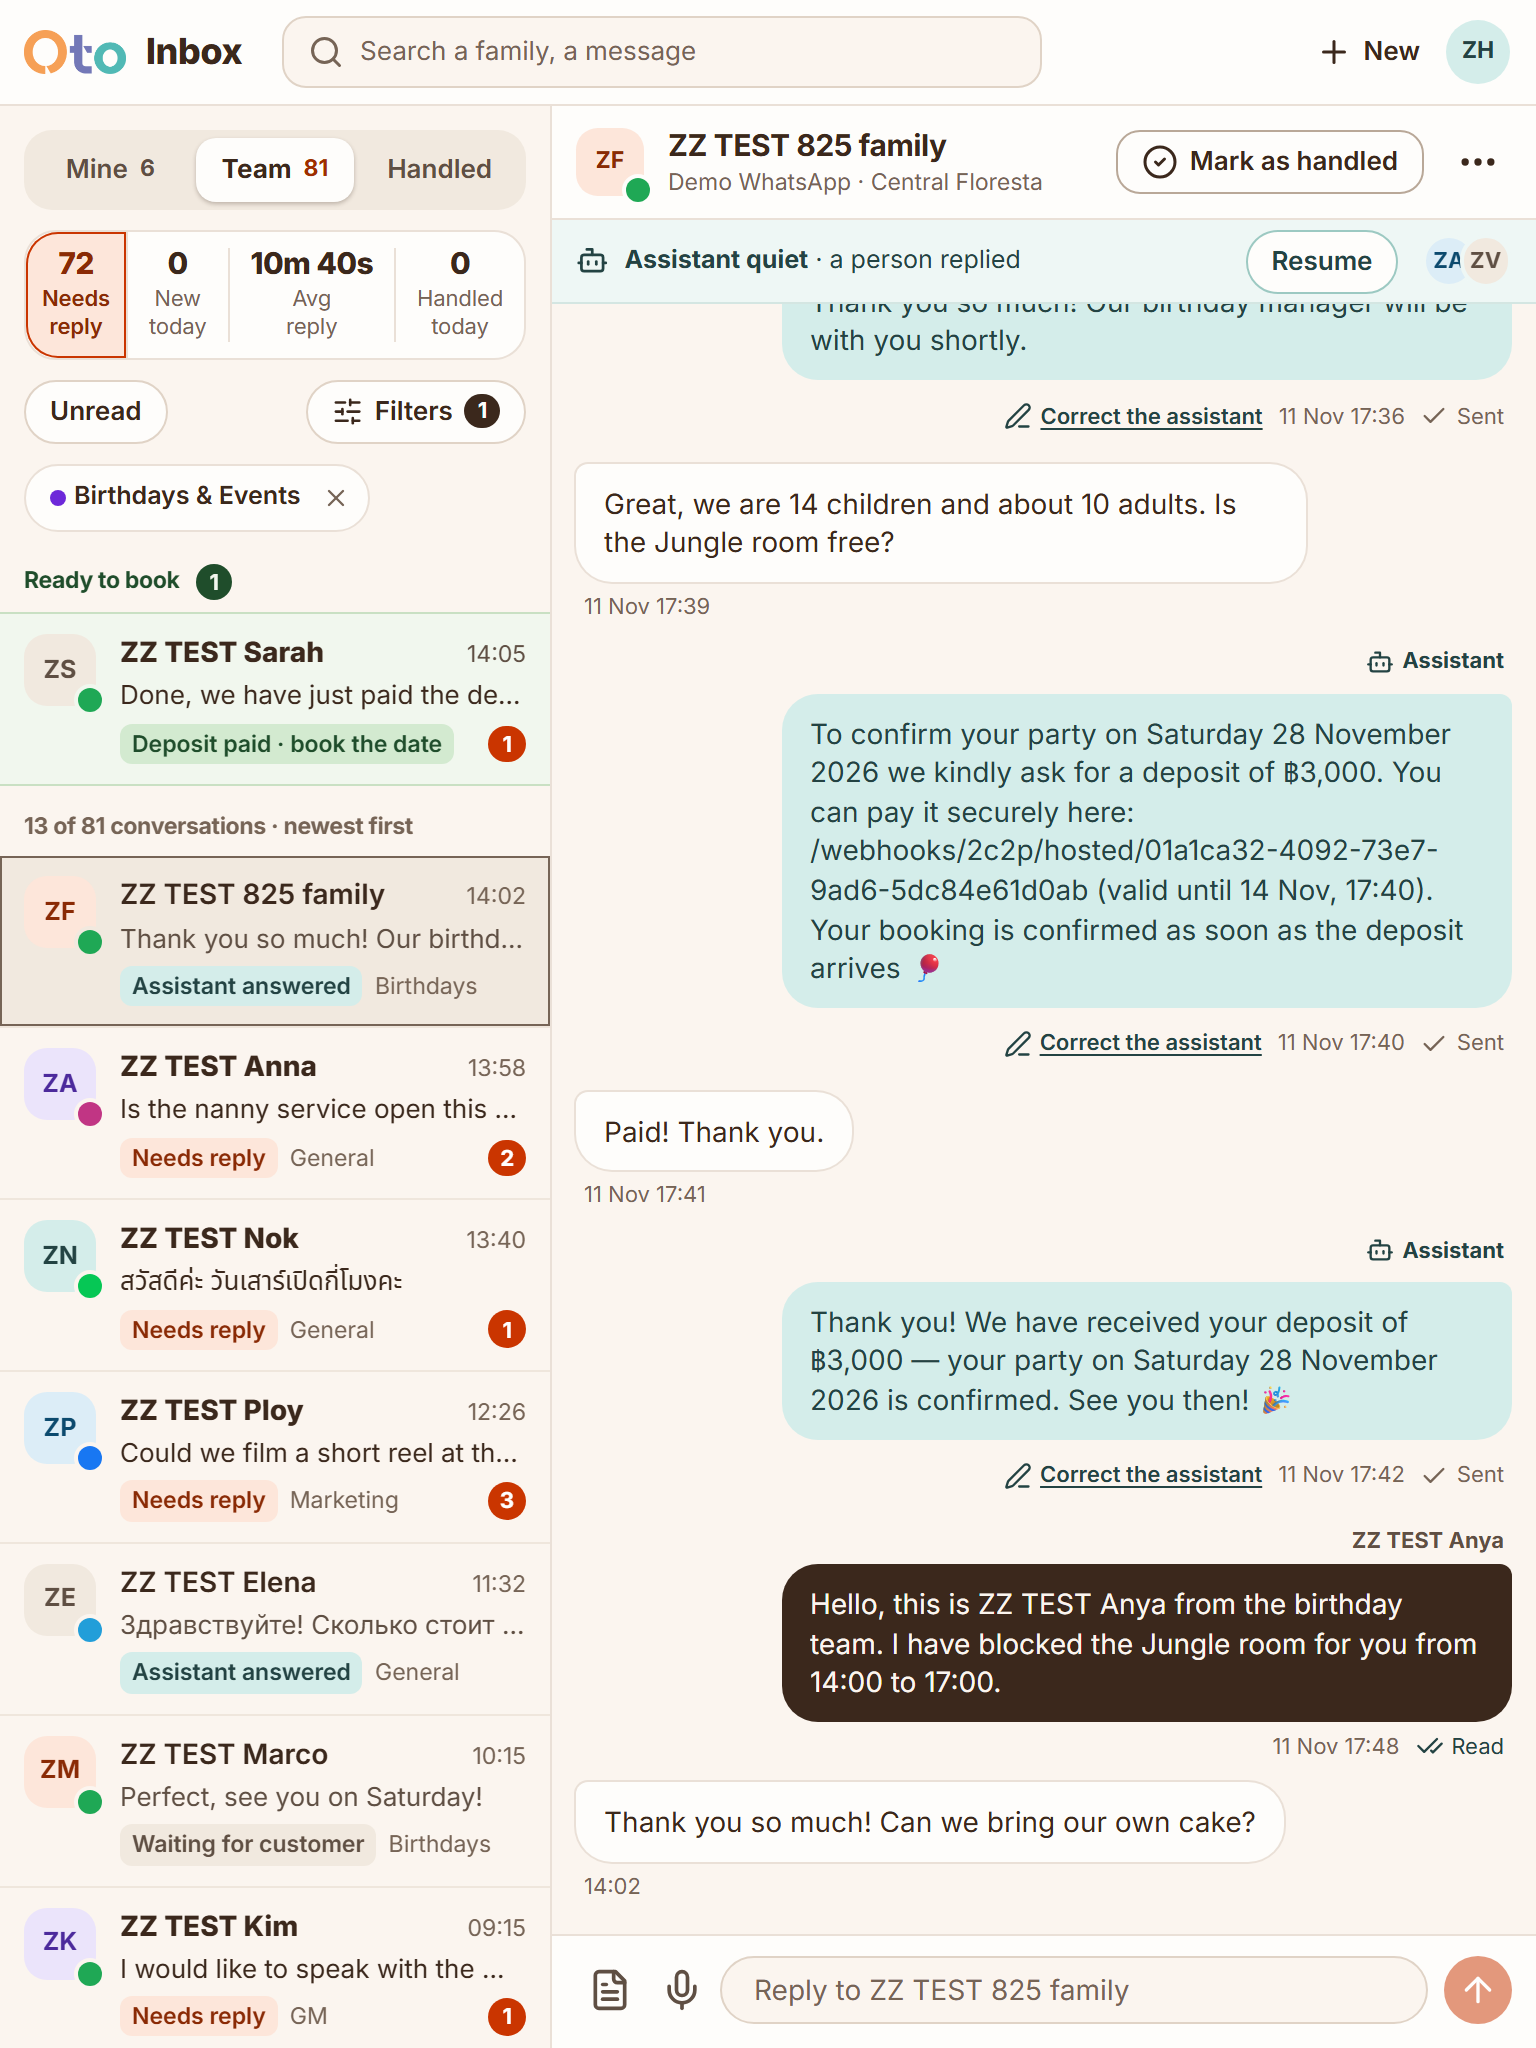 Oto Inbox
Search a family, a message
New
ZH
Mine 6
Team 81
Handled
72
Needs
reply
0
New
today
10m 40s
Avg
reply
0
Handled
today
Unread
Filters 1
Birthdays & Events
Ready to book 1
ZS
ZZ TEST Sarah 14:05
Done, we have just paid the de...
Deposit paid · book the date 1
13 of 81 conversations · newest first
ZF
ZZ TEST 825 family 14:02
Thank you so much! Our birthd...
Assistant answered Birthdays
ZA
ZZ TEST Anna 13:58
Is the nanny service open this ...
Needs reply General 2
ZN
ZZ TEST Nok 13:40
สวัสดีค่ะ วันเสาร์เปิดกี่โมงคะ
Needs reply General 1
ZP
ZZ TEST Ploy 12:26
Could we film a short reel at th...
Needs reply Marketing 3
ZE
ZZ TEST Elena 11:32
Здравствуйте! Сколько стоит ...
Assistant answered General
ZM
ZZ TEST Marco 10:15
Perfect, see you on Saturday!
Waiting for customer Birthdays
ZK
ZZ TEST Kim 09:15
I would like to speak with the ...
Needs reply GM 1
ZF
ZZ TEST 825 family
Demo WhatsApp · Central Floresta
Mark as handled
Assistant quiet · a person replied
Resume
ZA ZV
Thank you so much! Our birthday manager will be
with you shortly.
Correct the assistant 11 Nov 17:36 Sent
Great, we are 14 children and about 10 adults. Is
the Jungle room free?
11 Nov 17:39
Assistant
To confirm your party on Saturday 28 November
2026 we kindly ask for a deposit of ฿3,000. You
can pay it securely here:
/webhooks/2c2p/hosted/01a1ca32-4092-73e7-
9ad6-5dc84e61d0ab (valid until 14 Nov, 17:40).
Your booking is confirmed as soon as the deposit
arrives 🎈
Correct the assistant 11 Nov 17:40 Sent
Paid! Thank you.
11 Nov 17:41
Assistant
Thank you! We have received your deposit of
฿3,000 — your party on Saturday 28 November
2026 is confirmed. See you then! 🎉
Correct the assistant 11 Nov 17:42 Sent
ZZ TEST Anya
Hello, this is ZZ TEST Anya from the birthday
team. I have blocked the Jungle room for you from
14:00 to 17:00.
11 Nov 17:48 Read
Thank you so much! Can we bring our own cake?
14:02
Reply to ZZ TEST 825 family